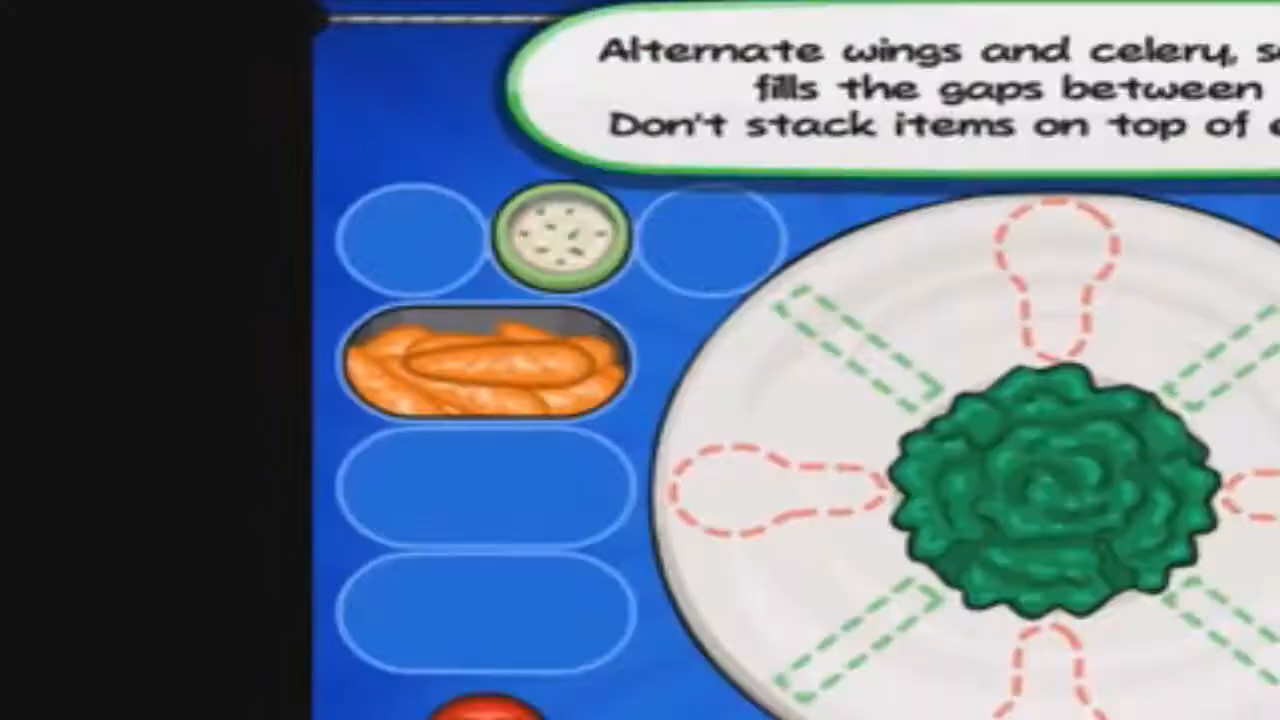 Alternate wings and celery, s
fills the gaps between
Don't stack items on top of